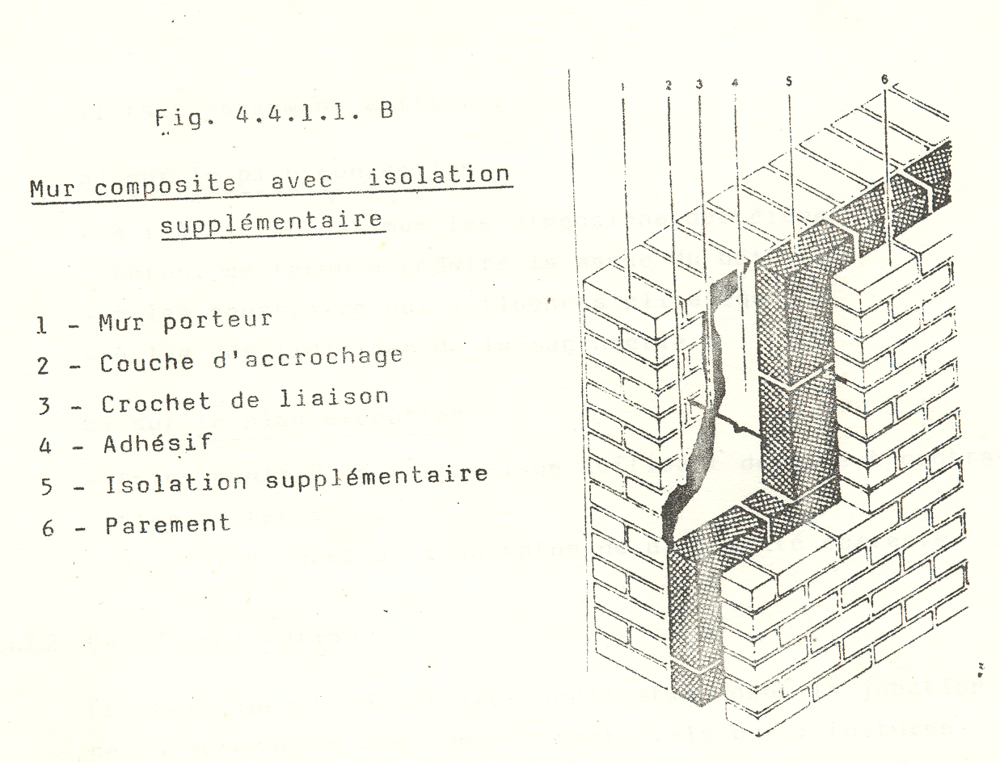 Fig. 4.4.1.1. B
Mur composite avec isolation
supplémentaire
1 - Mur porteur
2 - Couche d'accrochage
3 - Crochet de liaison
4 - Adhésif
5 - Isolation supplémentaire
6 - Parement
1 2 3 4 5 6